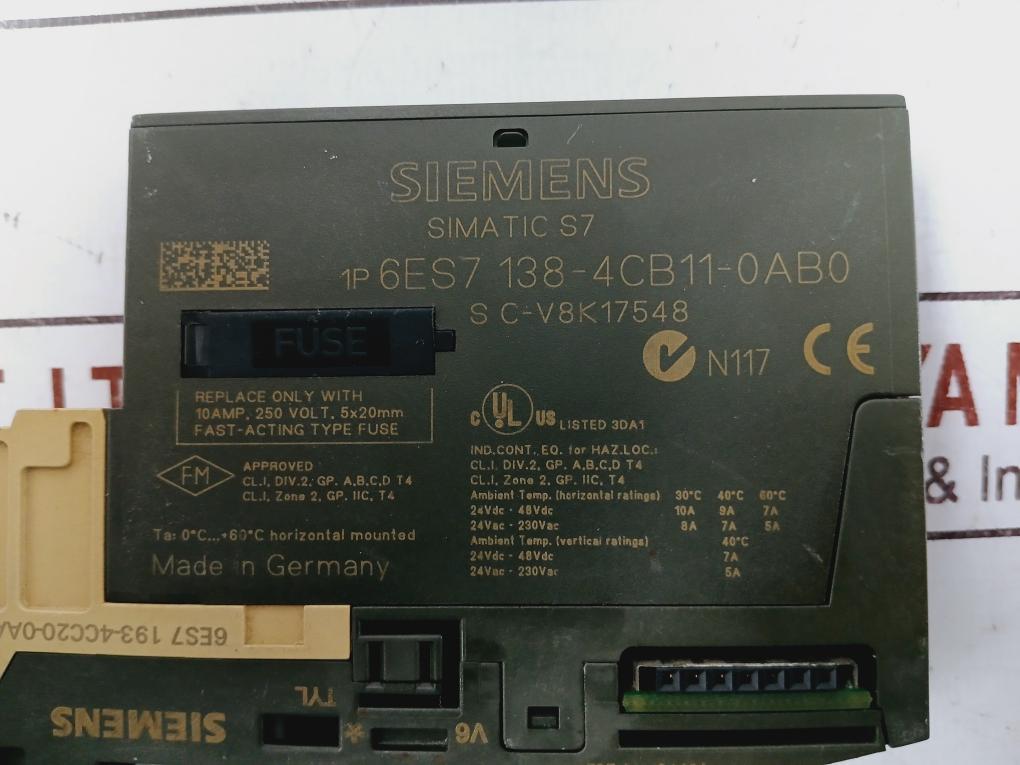 SIEMENS
SIMATIC S7
1P 6ES7 138-4CB11-0AB0
S C-V8K17548
FUSE
N117 CE
REPLACE ONLY WITH
10AMP, 250 VOLT, 5x20mm
FAST-ACTING TYPE FUSE
C UL US LISTED 3DA1
FM APPROVED
CL.I, DIV.2, GP. A,B,C,D T4
CL.I, Zone 2, GP. IIC, T4
IND.CONT. EQ. for HAZ.LOC.:
CL.I, DIV.2, GP. A,B,C,D T4
CL.I, Zone 2, GP. IIC, T4
Ambient Temp. (horizontal ratings) 30°C 40°C 60°C
24Vdc - 48Vdc 10A 9A 7A
24Vac - 230Vac 8A 7A 5A
Ambient Temp. (vertical ratings) 40°C
24Vdc - 48Vdc 7A
24Vac - 230Vac 5A
Ta: 0°C...+60°C horizontal mounted
Made in Germany
6ES7 193-4CC20-0AA
TYL
SIEMENS
* V6
& In